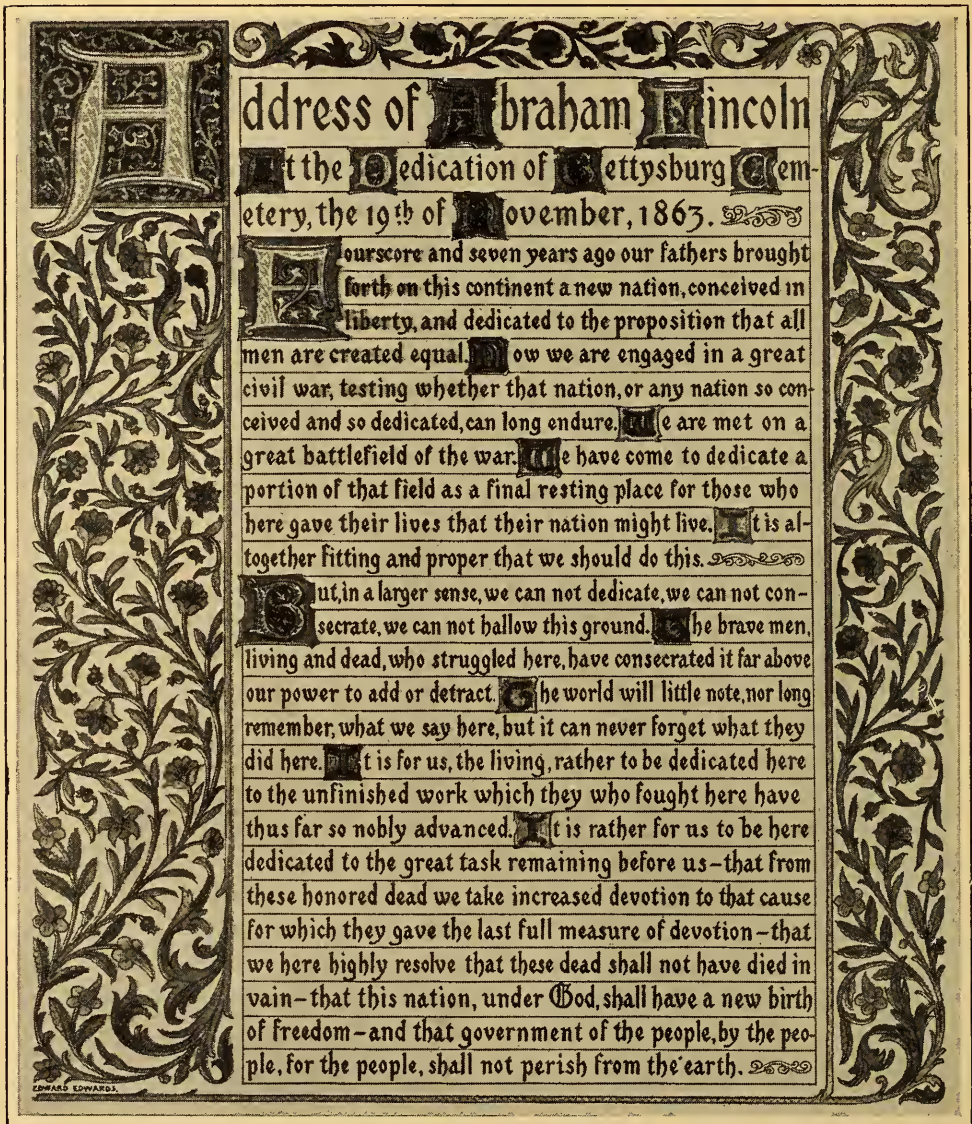 Address of Abraham Lincoln
At the Dedication of Gettysburg Cem-
etery, the 19th of November, 1863.
Fourscore and seven years ago our fathers brought
forth on this continent a new nation, conceived in
liberty, and dedicated to the proposition that all
men are created equal. Now we are engaged in a great
civil war, testing whether that nation, or any nation so con-
ceived and so dedicated, can long endure. We are met on a
great battlefield of the war. We have come to dedicate a
portion of that field as a final resting place for those who
here gave their lives that their nation might live. It is al-
together fitting and proper that we should do this.
But, in a larger sense, we can not dedicate, we can not con-
secrate, we can not hallow this ground. The brave men,
living and dead, who struggled here, have consecrated it far above
our power to add or detract. The world will little note, nor long
remember, what we say here, but it can never forget what they
did here. It is for us, the living, rather to be dedicated here
to the unfinished work which they who fought here have
thus far so nobly advanced. It is rather for us to be here
dedicated to the great task remaining before us—that from
these honored dead we take increased devotion to that cause
for which they gave the last full measure of devotion—that
we here highly resolve that these dead shall not have died in
vain—that this nation, under God, shall have a new birth
of freedom—and that government of the people, by the peo-
ple, for the people, shall not perish from the earth.
EDWARD EDWARDS.